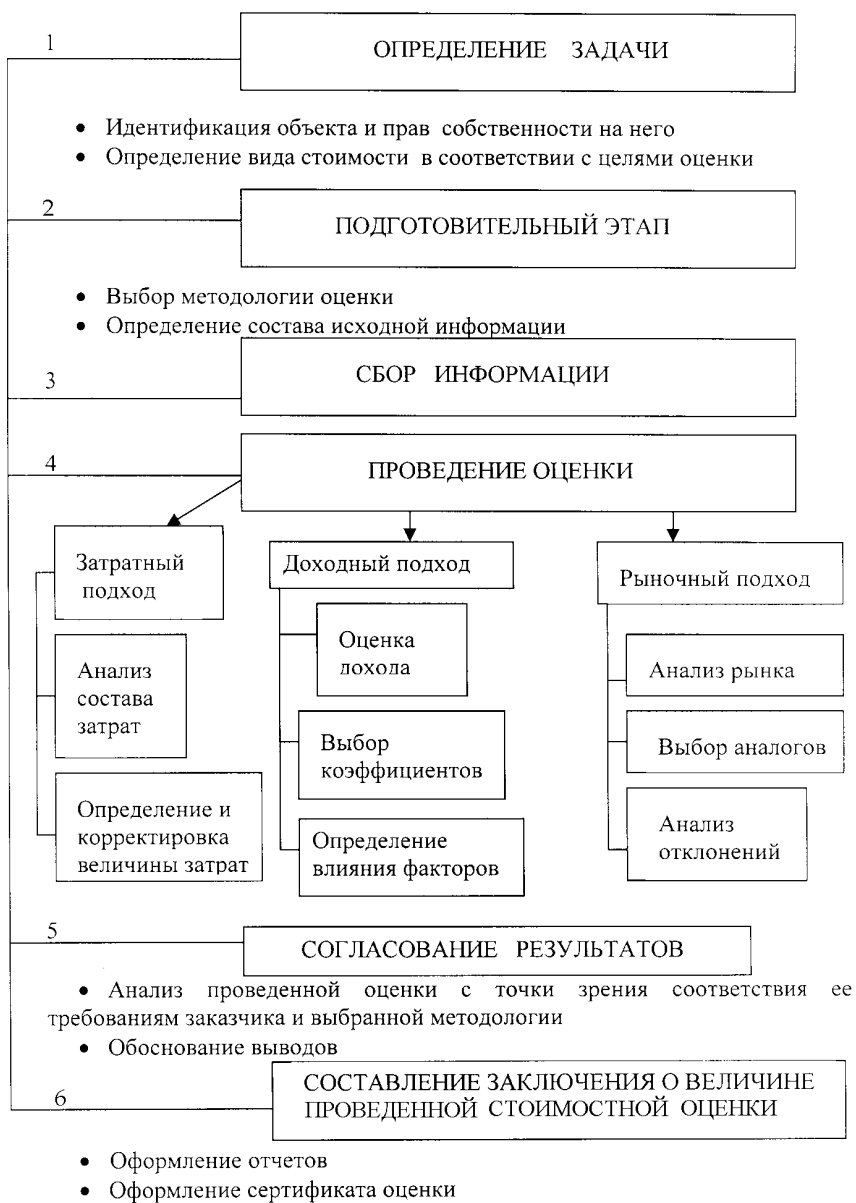 1
ОПРЕДЕЛЕНИЕ ЗАДАЧИ
• Идентификация объекта и прав собственности на него
• Определение вида стоимости в соответствии с целями оценки
2
ПОДГОТОВИТЕЛЬНЫЙ ЭТАП
• Выбор методологии оценки
• Определение состава исходной информации
3
СБОР ИНФОРМАЦИИ
4
ПРОВЕДЕНИЕ ОЦЕНКИ
Затратный
подход
Анализ
состава
затрат
Определение и
корректировка
величины затрат
Доходный подход
Оценка
дохода
Выбор
коэффициентов
Определение
влияния факторов
Рыночный подход
Анализ рынка
Выбор аналогов
Анализ
отклонений
5
СОГЛАСОВАНИЕ РЕЗУЛЬТАТОВ
• Анализ проведенной оценки с точки зрения соответствия ее
требованиям заказчика и выбранной методологии
• Обоснование выводов
6
СОСТАВЛЕНИЕ ЗАКЛЮЧЕНИЯ О ВЕЛИЧИНЕ
ПРОВЕДЕННОЙ СТОИМОСТНОЙ ОЦЕНКИ
• Оформление отчетов
• Оформление сертификата оценки